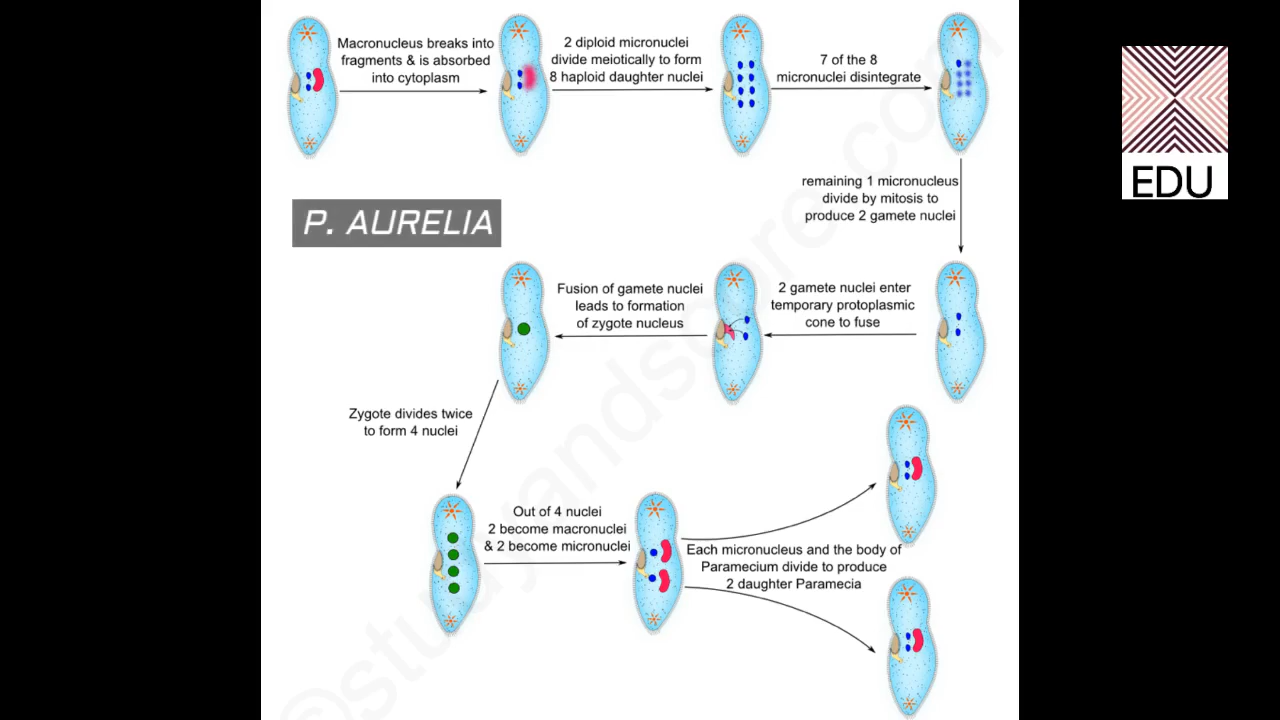 Macronucleus breaks into
fragments & is absorbed
into cytoplasm
2 diploid micronuclei
divide meiotically to form
8 haploid daughter nuclei
7 of the 8
micronuclei disintegrate
EDU
remaining 1 micronucleus
divide by mitosis to
produce 2 gamete nuclei
P. AURELIA
Fusion of gamete nuclei
leads to formation
of zygote nucleus
2 gamete nuclei enter
temporary protoplasmic
cone to fuse
Zygote divides twice
to form 4 nuclei
Out of 4 nuclei
2 become macronuclei
& 2 become micronuclei
Each micronucleus and the body of
Paramecium divide to produce
2 daughter Paramecia
@studyandscore.com